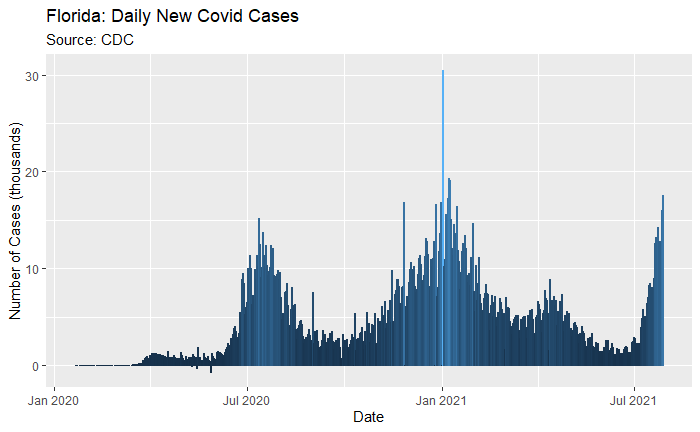 Florida: Daily New Covid Cases
Source: CDC
Number of Cases (thousands)
30
20
10
0
Jan 2020
Jul 2020
Jan 2021
Jul 2021
Date